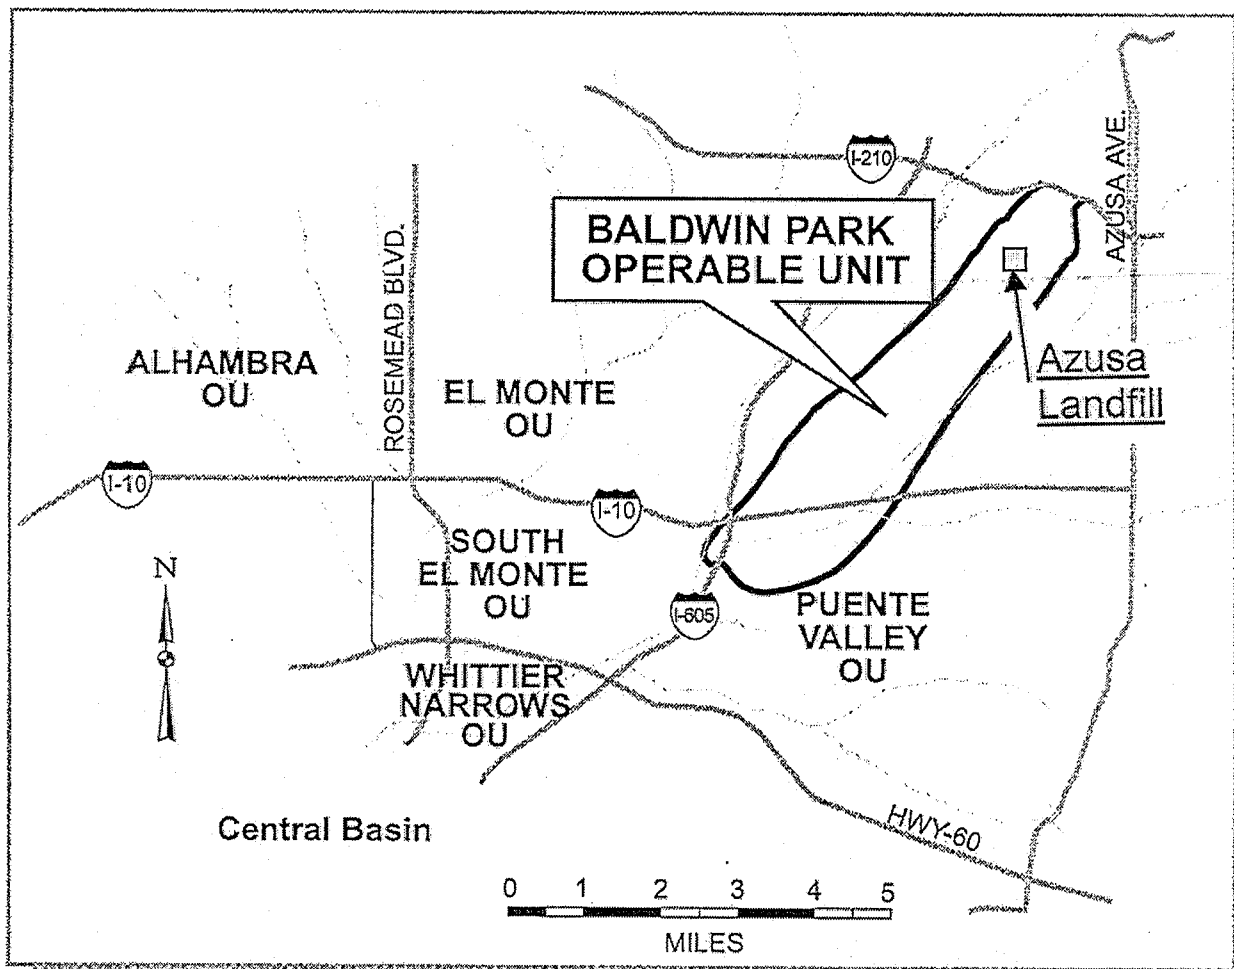 I-210
AZUSA AVE.
BALDWIN PARK
OPERABLE UNIT
ROSEMEAD BLVD.
ALHAMBRA
OU
EL MONTE
OU
Azusa
Landfill
I-10
I-10
N
SOUTH
EL MONTE
OU
I-605
PUENTE
VALLEY
OU
WHITTIER
NARROWS
OU
Central Basin
HWY-60
0 1 2 3 4 5
MILES